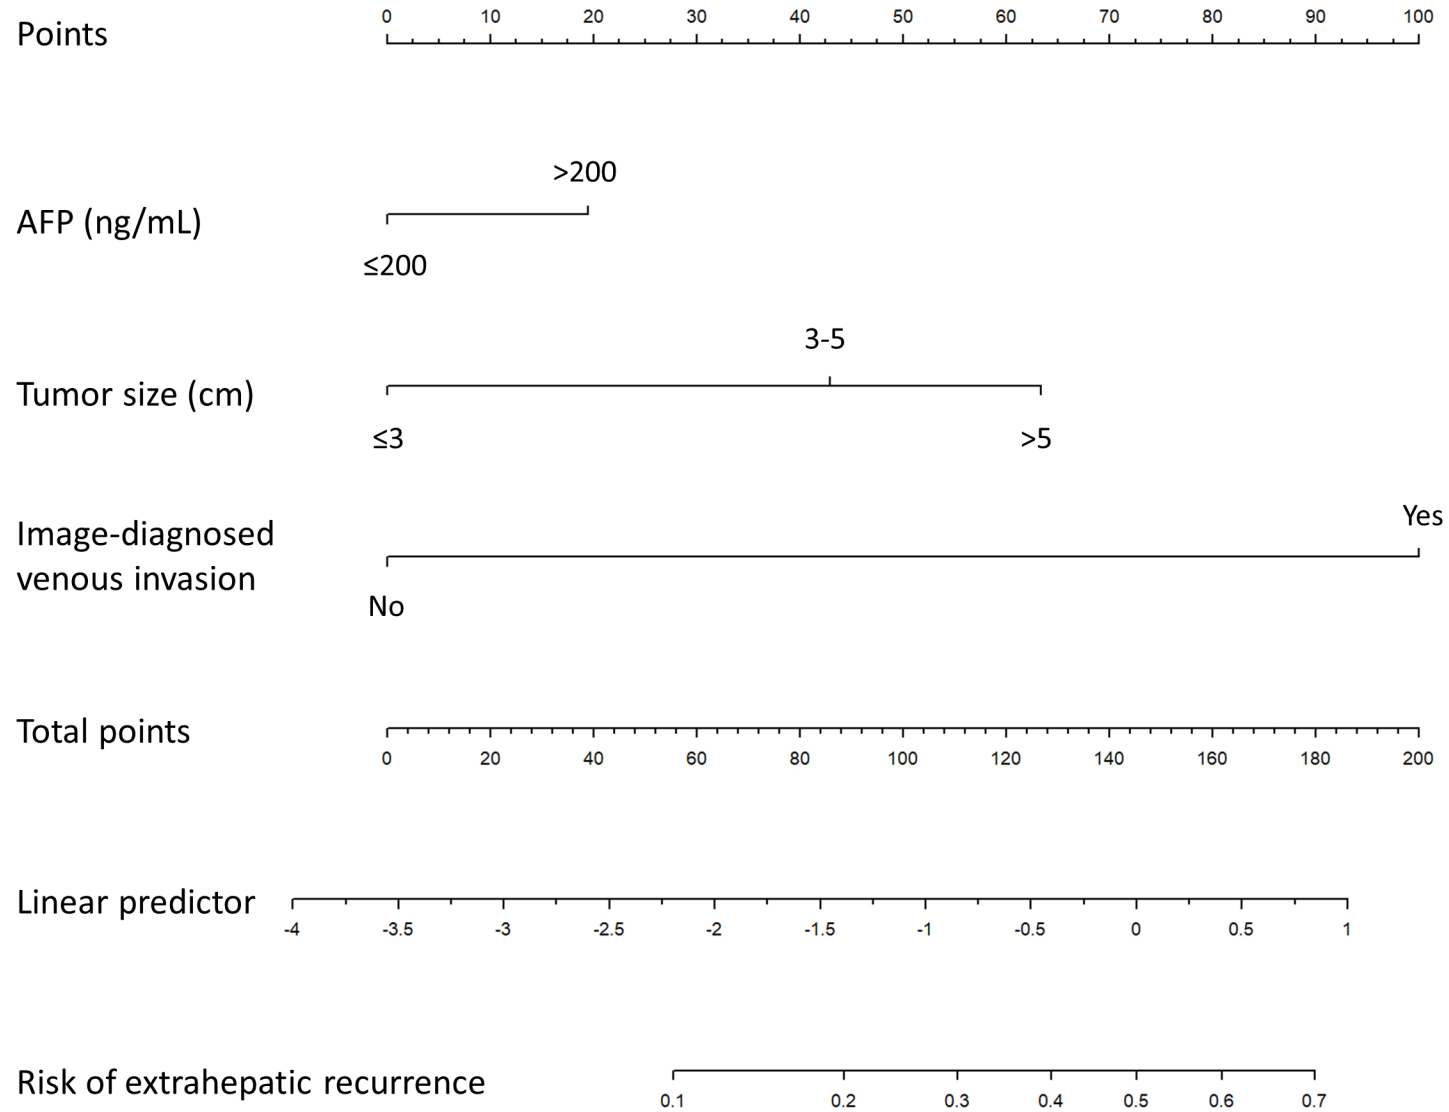 Points
0 10 20 30 40 50 60 70 80 90 100
>200
AFP (ng/mL)
≤200
3-5
Tumor size (cm)
≤3 >5
Yes
Image-diagnosed
venous invasion
No
Total points
0 20 40 60 80 100 120 140 160 180 200
Linear predictor
-4 -3.5 -3 -2.5 -2 -1.5 -1 -0.5 0 0.5 1
Risk of extrahepatic recurrence
0.1 0.2 0.3 0.4 0.5 0.6 0.7